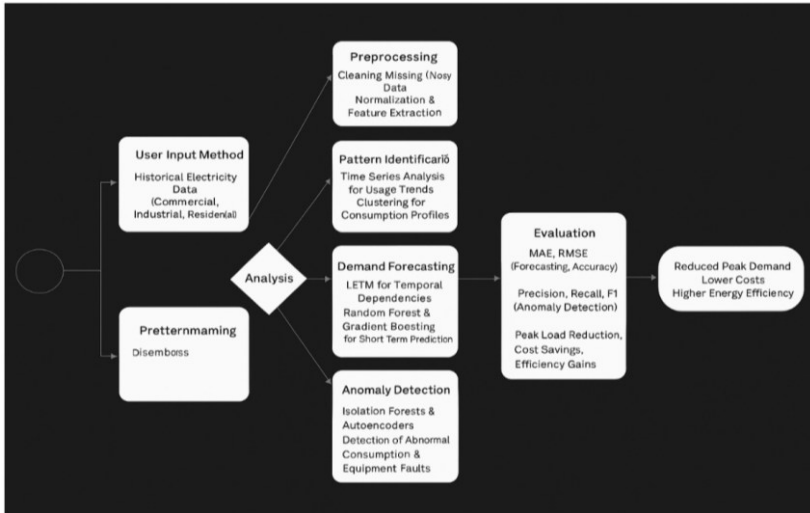 Preprocessing
Cleaning Missing (Nosy
Data
Normalization &
Feature Extraction
User Input Method
Historical Electricity
Data
(Commercial,
Industrial, Residen(al)
Pattern Identificariō
Time Series Analysis
for Usage Trends
Clustering for
Consumption Profiles
Analysis
Demand Forecasting
LETM for Temporal
Dependencies
Random Forest &
Gradient Boesting
for Short Term Prediction
Pretternmaming
Disemborss
Anomaly Detection
Isolation Forests &
Autoencoders
Detection of Abnormal
Consumption &
Equipment Faults
Evaluation
MAE, RMSE
(Forecasting, Accuracy)
Precision, Recall, F1
(Anomaly Detection)
Peak Load Reduction,
Cost Savings,
Efficiency Gains
Reduced Peak Demand
Lower Costs
Higher Energy Efficiency